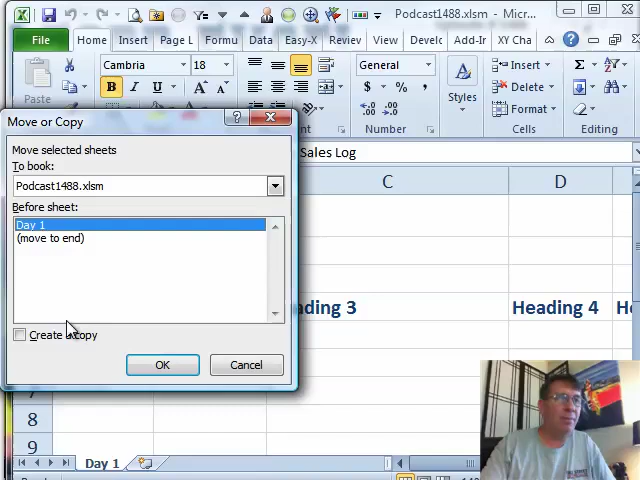 Podcast1488.xlsm - Micr...
File Home Insert Page L Formu Data Easy-X Review View Develo Add-Ir XY Cha
Cambria 18
Paste
B I U
$ %
Styles
Insert
Delete
Format
Number Cells Editing
Move or Copy
Move selected sheets
To book:
Podcast1488.xlsm
Before sheet:
Day 1
(move to end)
Create a copy
OK Cancel
Sales Log
C D
ading 3 Heading 4 He
7
8
9
Day 1